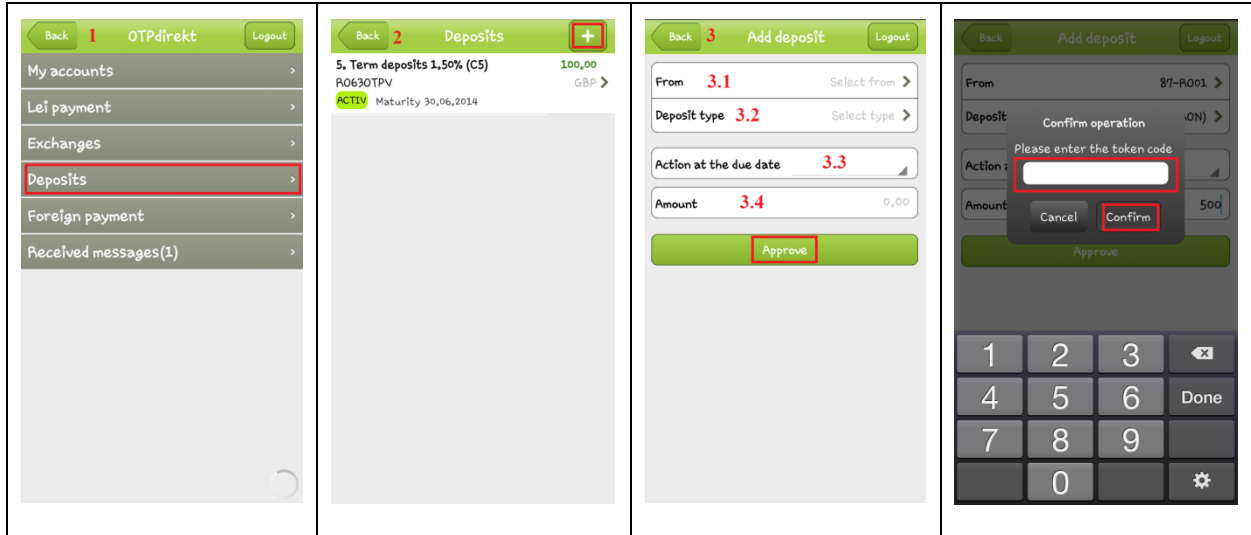 Back 1 OTPdirekt Logout
My accounts
Lei payment
Exchanges
Deposits
Foreign payment
Received messages(1)
Back 2 Deposits +
5. Term deposits 1.50% (C5) 100,00
RO63OTPV GBP
ACTIV Maturity 30.06.2014
Back 3 Add deposit Logout
From 3.1 Select from
Deposit type 3.2 Select type
Action at the due date 3.3
Amount 3.4 0,00
Approve
Back Add deposit Logout
From 87-RO01
Deposit ON)
Confirm operation
Please enter the token code
Action
Amount 500
Cancel Confirm
Approve
1 2 3
4 5 6 Done
7 8 9
0